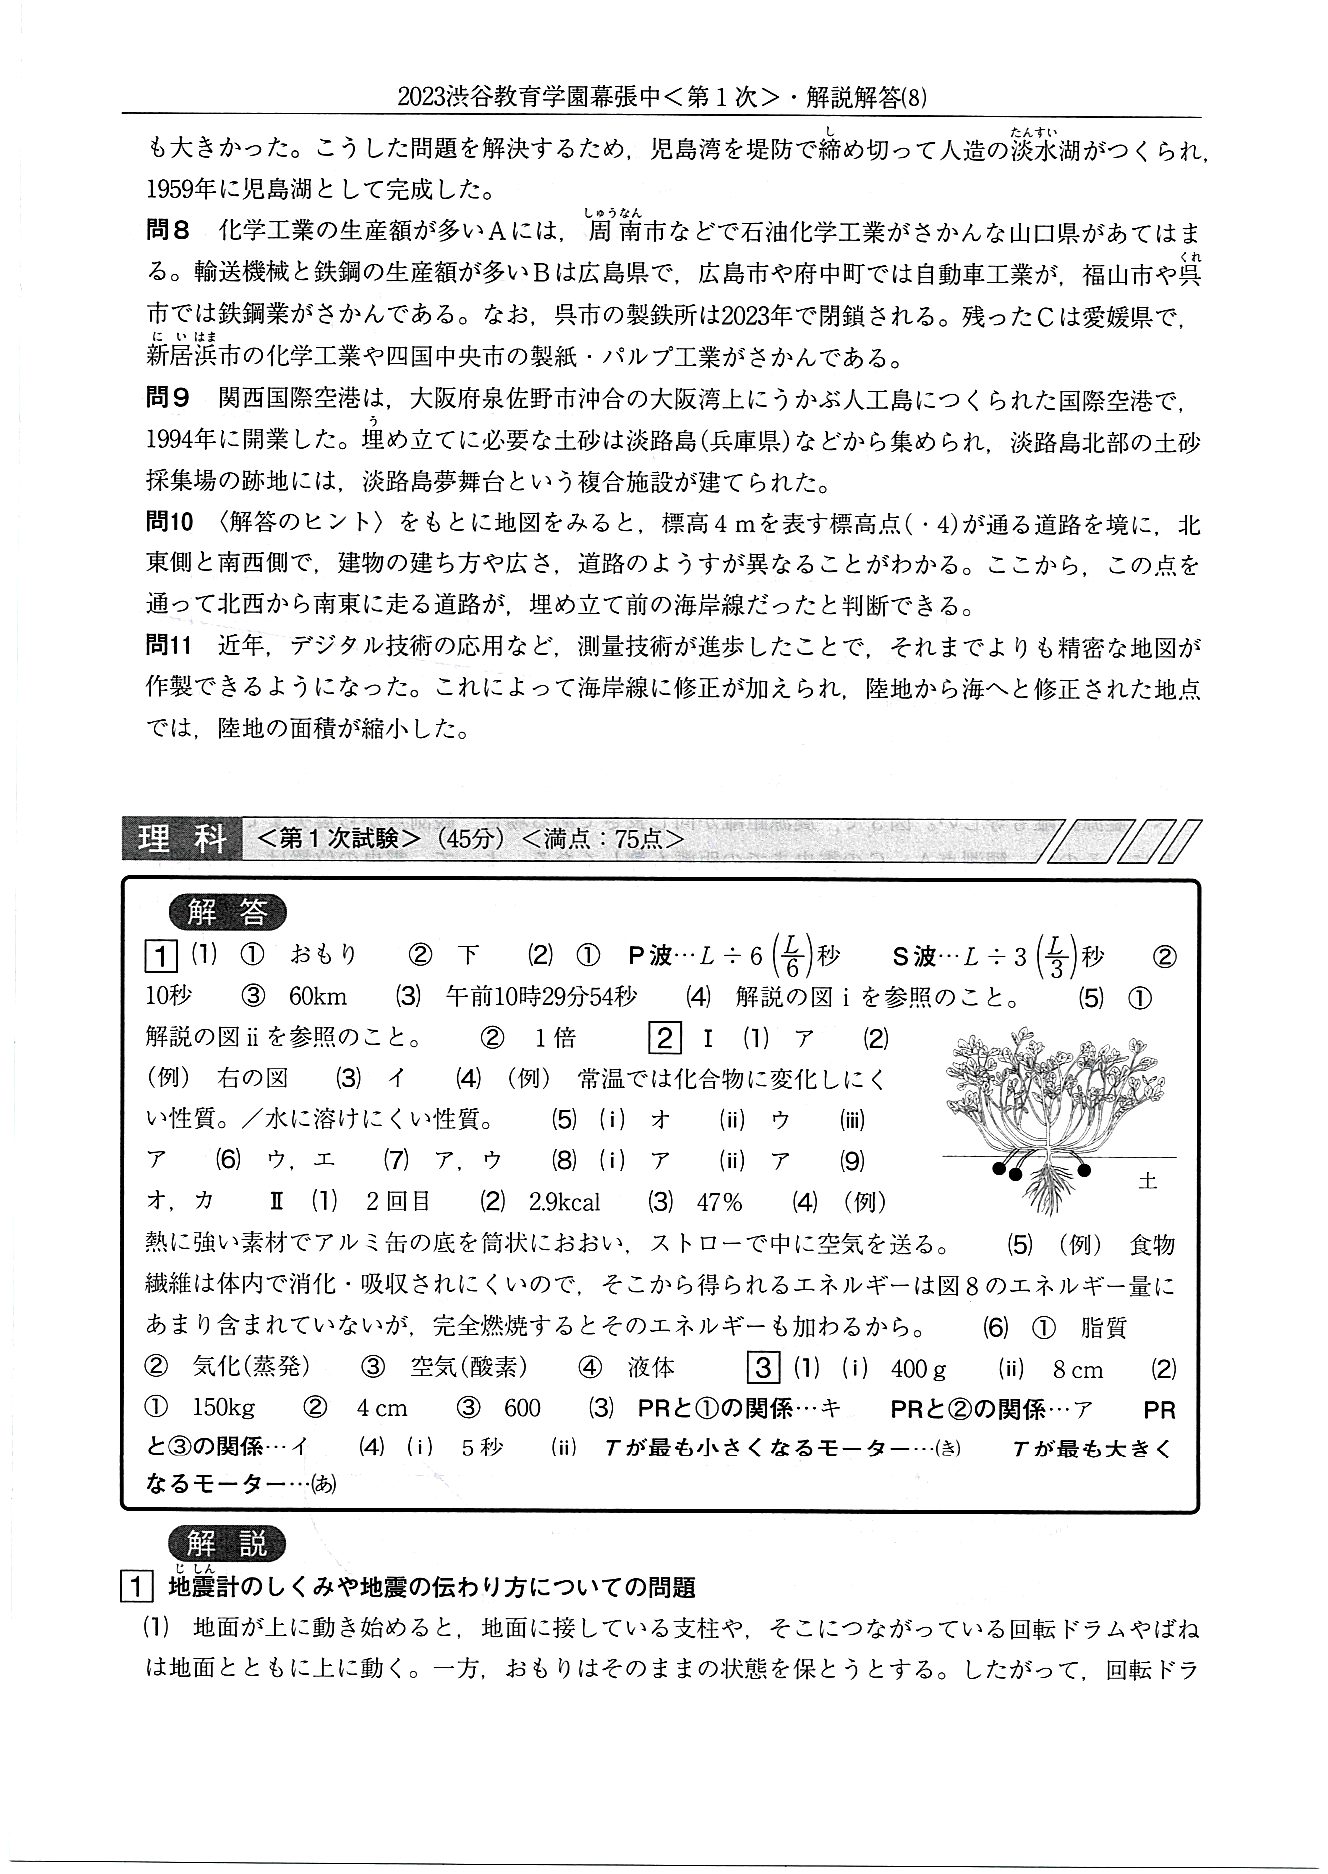 2023渋谷教育学園幕張中＜第１次＞・解説解答(8)
も大きかった。こうした問題を解決するため，児島湾を堤防で締め切って人造の淡水湖がつくられ，
1959年に児島湖として完成した。
問８　化学工業の生産額が多いＡには，周南市などで石油化学工業がさかんな山口県があてはま
る。輸送機械と鉄鋼の生産額が多いＢは広島県で，広島市や府中町では自動車工業が，福山市や呉
市では鉄鋼業がさかんである。なお，呉市の製鉄所は2023年で閉鎖される。残ったＣは愛媛県で，
新居浜市の化学工業や四国中央市の製紙・パルプ工業がさかんである。
問９　関西国際空港は，大阪府泉佐野市沖合の大阪湾上にうかぶ人工島につくられた国際空港で，
1994年に開業した。埋め立てに必要な土砂は淡路島(兵庫県)などから集められ，淡路島北部の土砂
採集場の跡地には，淡路島夢舞台という複合施設が建てられた。
問10　〈解答のヒント〉をもとに地図をみると，標高４ｍを表す標高点(・4)が通る道路を境に，北
東側と南西側で，建物の建ち方や広さ，道路のようすが異なることがわかる。ここから，この点を
通って北西から南東に走る道路が，埋め立て前の海岸線だったと判断できる。
問11　近年，デジタル技術の応用など，測量技術が進歩したことで，それまでよりも精密な地図が
作製できるようになった。これによって海岸線に修正が加えられ，陸地から海へと修正された地点
では，陸地の面積が縮小した。
理科　＜第１次試験＞（45分）＜満点：75点＞
解答
1 (1)　①　おもり　　②　下　　(2)　①　Ｐ波…L÷6(L/6)秒　　Ｓ波…L÷3(L/3)秒　　②
10秒　　③　60km　　(3)　午前10時29分54秒　　(4)　解説の図ⅰを参照のこと。　　(5)　①
解説の図ⅱを参照のこと。　　②　１倍　　2　Ⅰ　(1)　ア　　(2)
（例）　右の図　　(3)　イ　　(4)　（例）　常温では化合物に変化しにく
い性質。／水に溶けにくい性質。　　(5)　(ⅰ)　オ　　(ⅱ)　ウ　　(ⅲ)
ア　　(6)　ウ，エ　　(7)　ア，ウ　　(8)　(ⅰ)　ア　　(ⅱ)　ア　　(9)
土
オ，カ　　Ⅱ　(1)　２回目　　(2)　2.9kcal　　(3)　47％　　(4)　（例）
熱に強い素材でアルミ缶の底を筒状におおい，ストローで中に空気を送る。　　(5)　（例）　食物
繊維は体内で消化・吸収されにくいので，そこから得られるエネルギーは図８のエネルギー量に
あまり含まれていないが，完全燃焼するとそのエネルギーも加わるから。　　(6)　①　脂質
②　気化(蒸発)　　③　空気(酸素)　　④　液体　　3　(1)　(ⅰ)　400ｇ　　(ⅱ)　８cm　　(2)
①　150kg　　②　４cm　　③　600　　(3)　PRと①の関係…キ　　PRと②の関係…ア　　PR
と③の関係…イ　　(4)　(ⅰ)　５秒　　(ⅱ)　Tが最も小さくなるモーター…(き)　　Tが最も大きく
なるモーター…(あ)
解説
1　地震計のしくみや地震の伝わり方についての問題
(1)　地面が上に動き始めると，地面に接している支柱や，そこにつながっている回転ドラムやばね
は地面とともに上に動く。一方，おもりはそのままの状態を保とうとする。したがって，回転ドラ